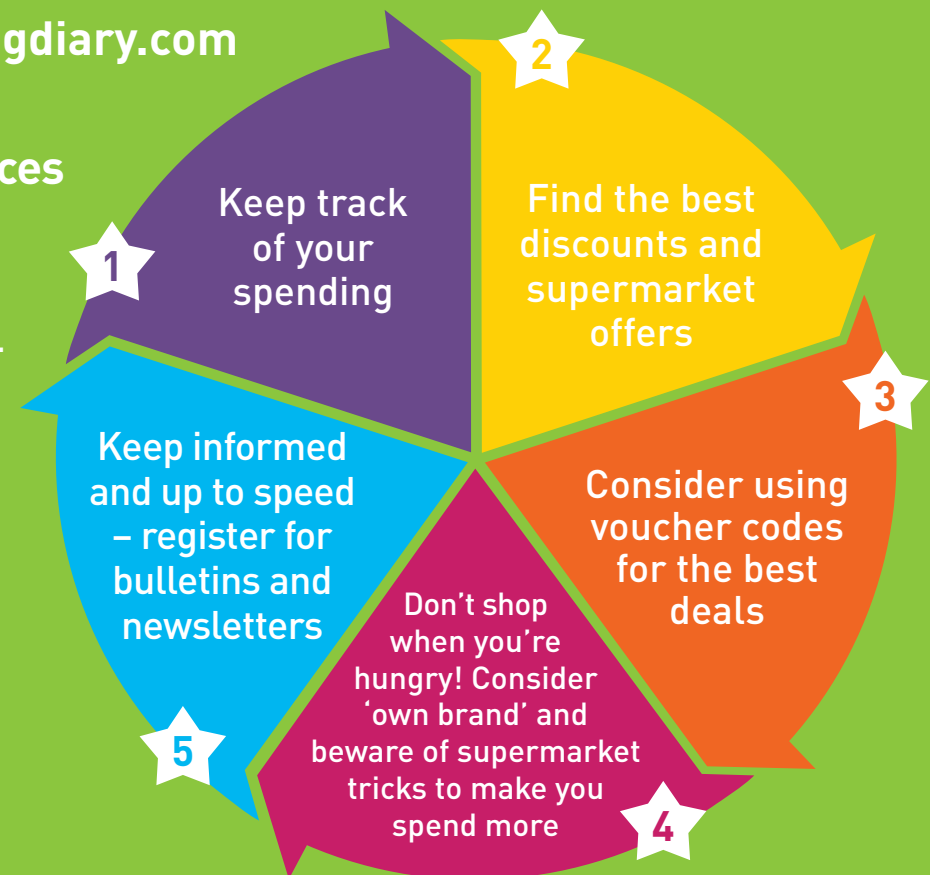 gdiary.com
ces
1
Keep track
of your
spending
2
Find the best
discounts and
supermarket
offers
3
Consider using
voucher codes
for the best
deals
4
Don’t shop
when you’re
hungry! Consider
‘own brand’ and
beware of supermarket
tricks to make you
spend more
5
Keep informed
and up to speed
– register for
bulletins and
newsletters